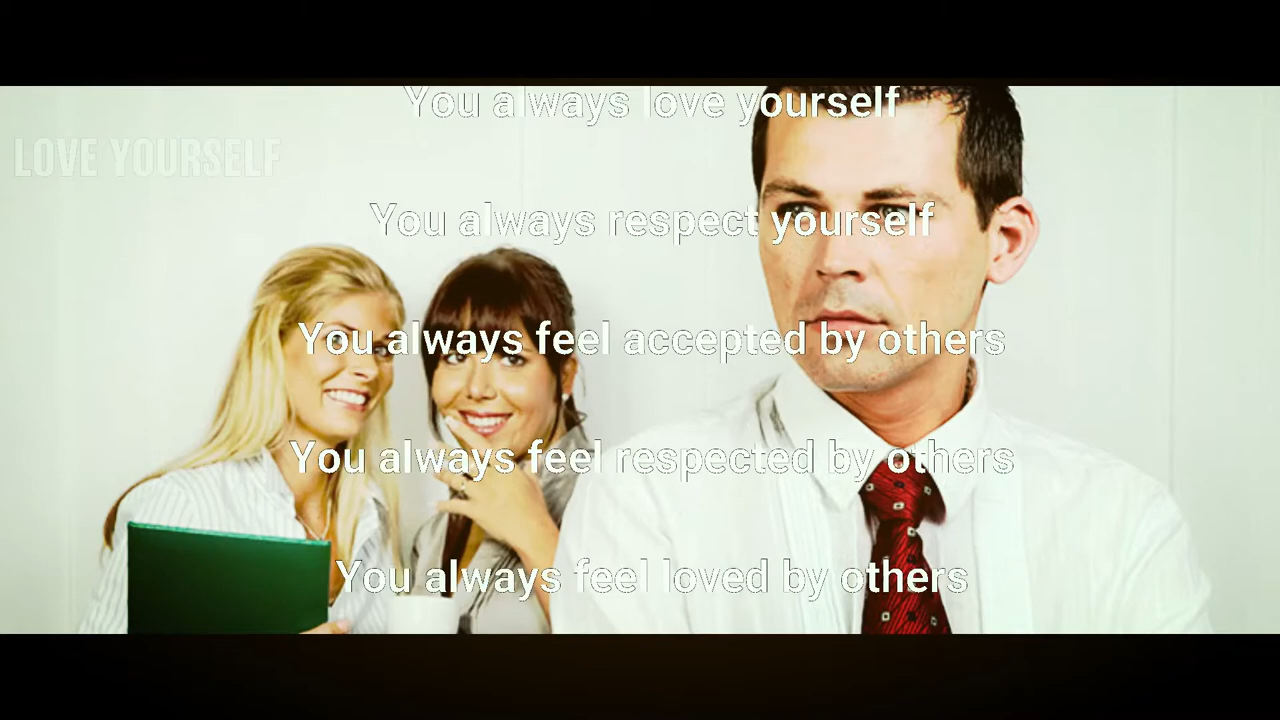 You always love yourself
LOVE YOURSELF
You always respect yourself
You always feel accepted by others
You always feel respected by others
You always feel loved by others